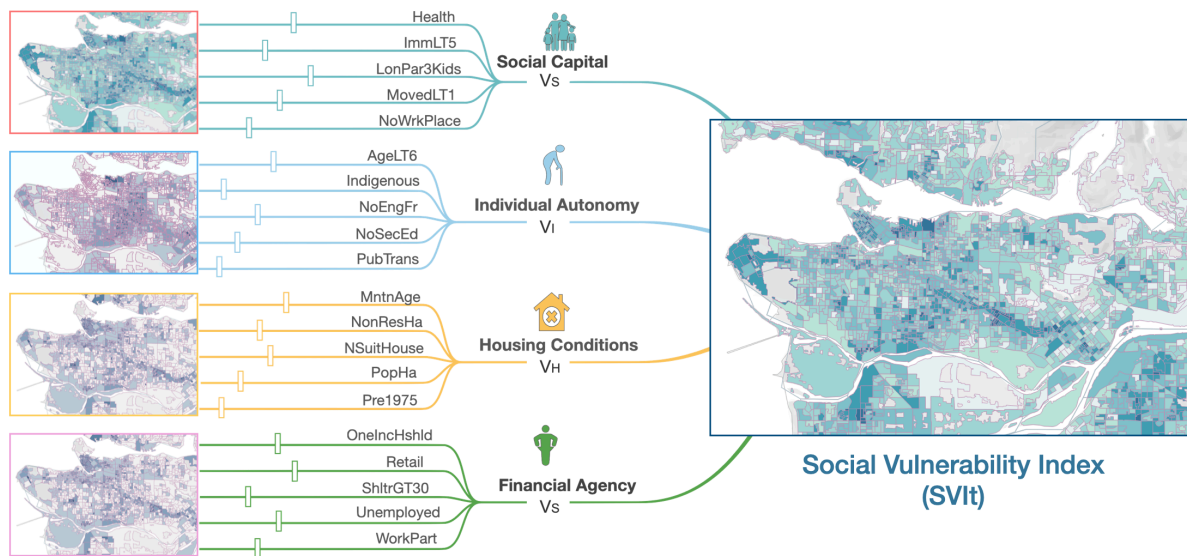 Health
ImmLT5
LonPar3Kids
MovedLT1
NoWrkPlace
Social Capital
Vs
AgeLT6
Indigenous
NoEngFr
NoSecEd
PubTrans
Individual Autonomy
VI
MntnAge
NonResHa
NSuitHouse
PopHa
Pre1975
Housing Conditions
VH
OneIncHshld
Retail
ShltrGT30
Unemployed
WorkPart
Financial Agency
Vs
Social Vulnerability Index
(SVIt)